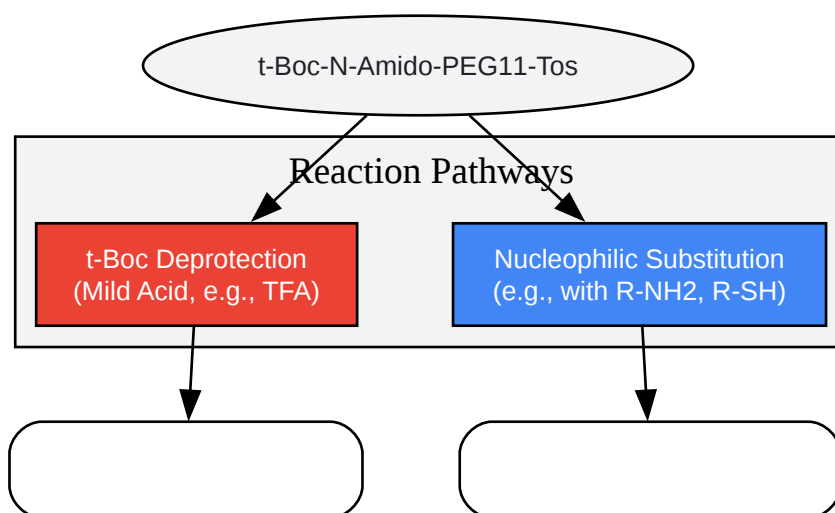 t-Boc-N-Amido-PEG11-Tos
Reaction Pathways
t-Boc Deprotection
(Mild Acid, e.g., TFA)
Nucleophilic Substitution
(e.g., with R-NH2, R-SH)